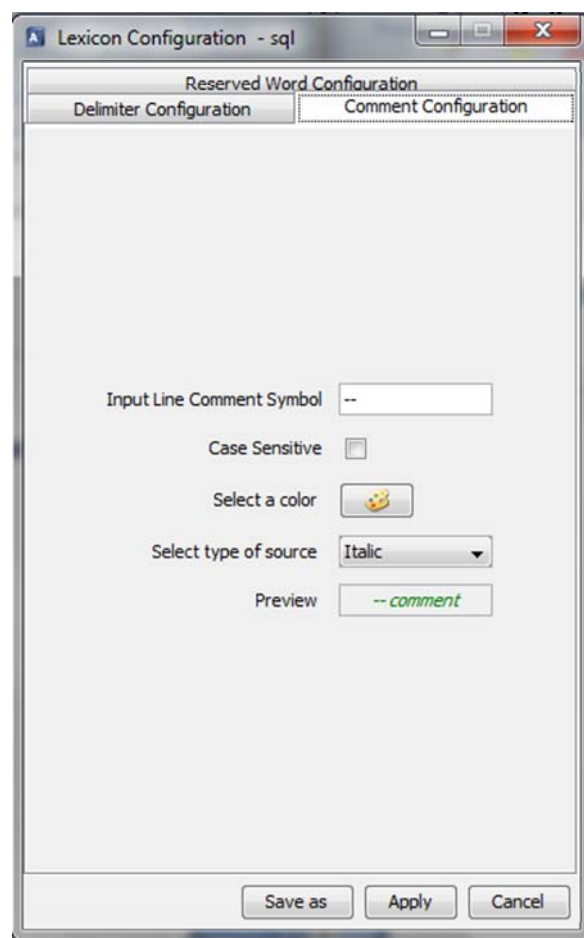 Lexicon Configuration - sql
Reserved Word Configuration
Delimiter Configuration Comment Configuration
Input Line Comment Symbol --
Case Sensitive
Select a color
Select type of source Italic
Preview -- comment
Save as Apply Cancel